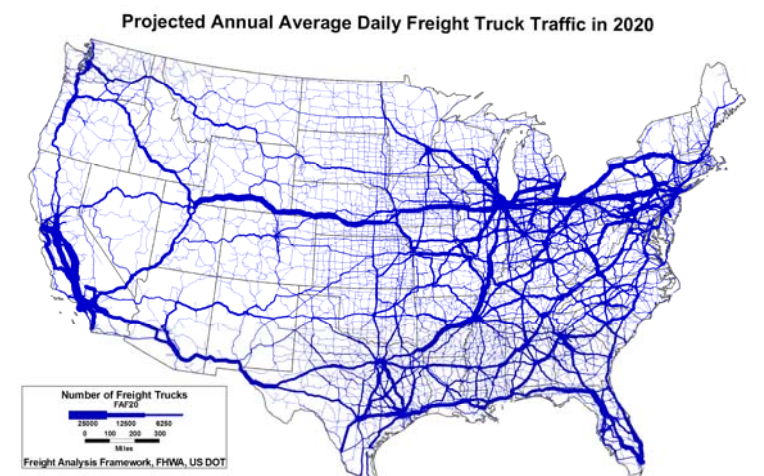 Projected Annual Average Daily Freight Truck Traffic in 2020
Number of Freight Trucks
FAF20
25000 12500 6250
0 100 200 300
Miles
Freight Analysis Framework, FHWA, US DOT